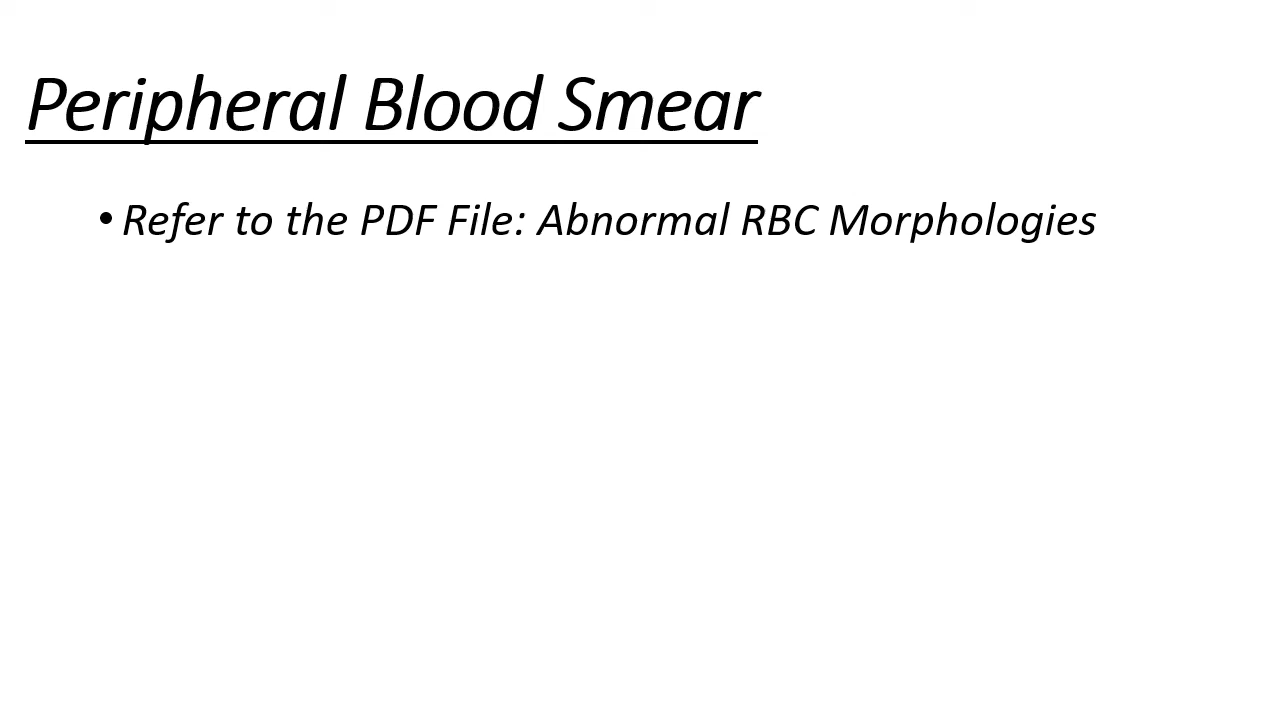 Peripheral Blood Smear
• Refer to the PDF File: Abnormal RBC Morphologies